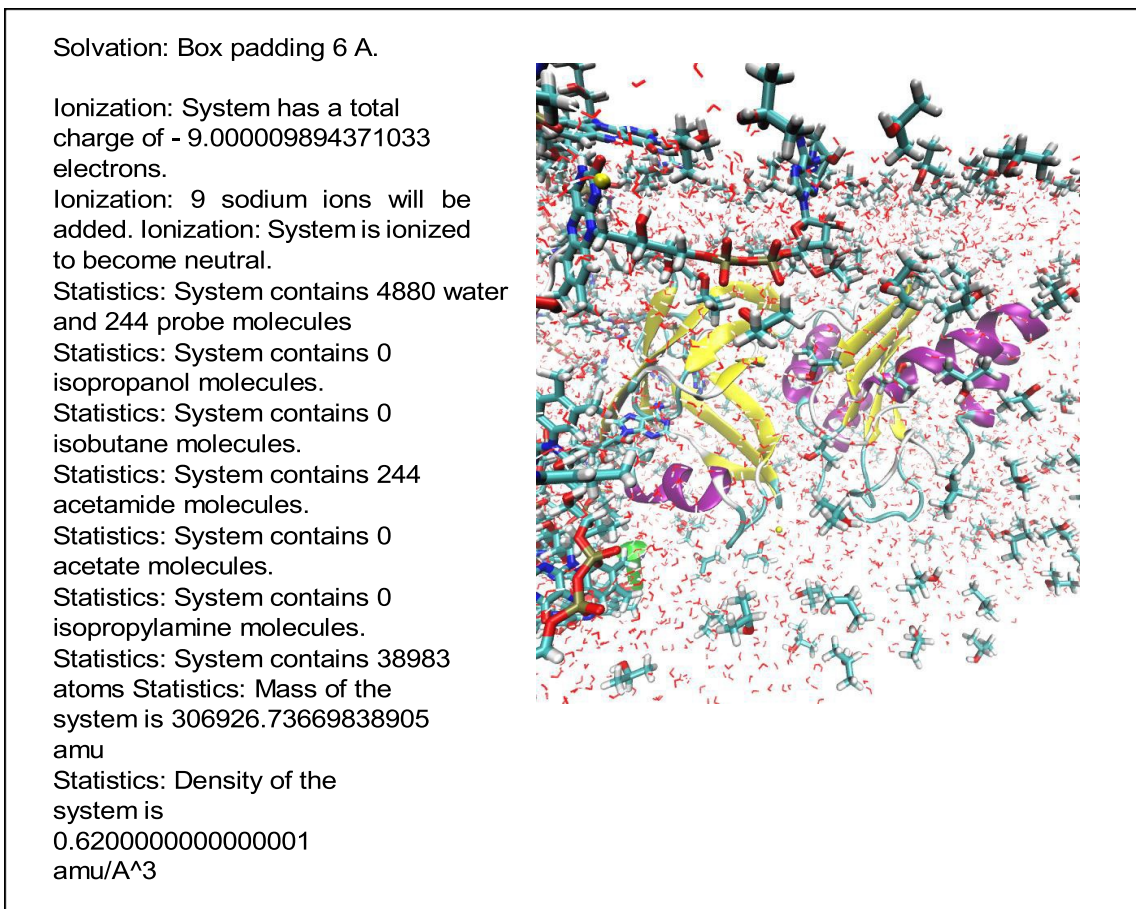 Solvation: Box padding 6 A.
Ionization: System has a total
charge of - 9.000009894371033
electrons.
Ionization: 9 sodium ions will be
added. Ionization: System is ionized
to become neutral.
Statistics: System contains 4880 water
and 244 probe molecules
Statistics: System contains 0
isopropanol molecules.
Statistics: System contains 0
isobutane molecules.
Statistics: System contains 244
acetamide molecules.
Statistics: System contains 0
acetate molecules.
Statistics: System contains 0
isopropylamine molecules.
Statistics: System contains 38983
atoms Statistics: Mass of the
system is 306926.73669838905
amu
Statistics: Density of the
system is
0.6200000000000001
amu/A^3